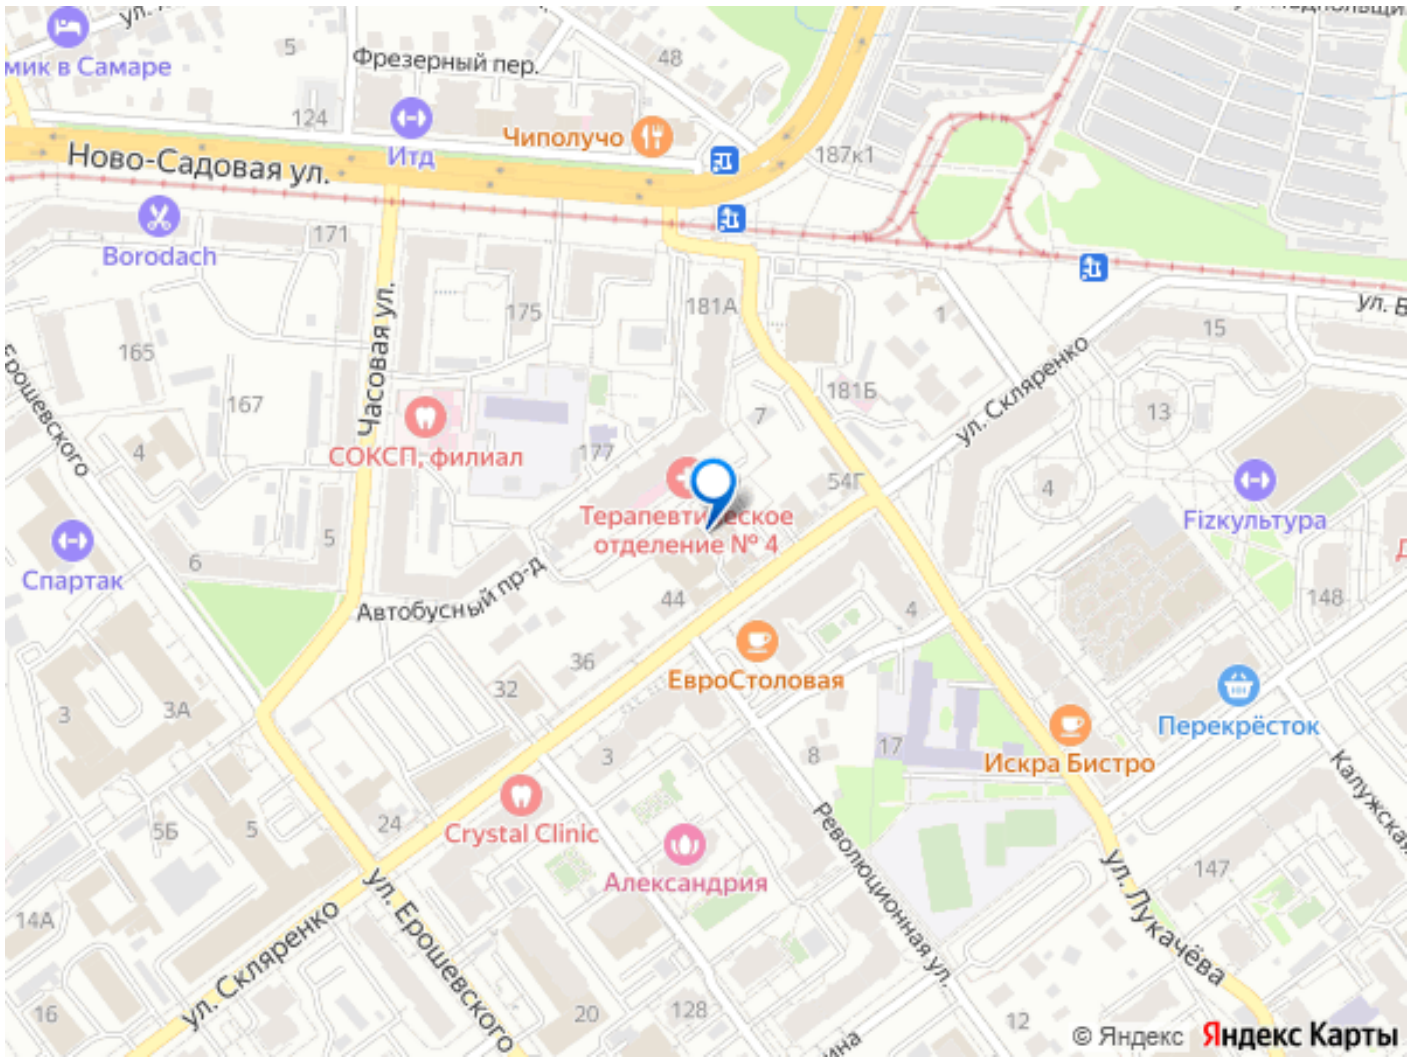 мик в Самаре
5
Фрезерный пер.
48
124
Итд
Чиполучо
187к1
Ново-Садовая ул.
Borodach
171
175
181А
1
15
165
Часовая ул.
ул. Скляренко
Ерошевского
167
181Б
13
7
4
СОКСП, филиал
177
54Г
4
Fizкультура
Терапевтическое
отделение № 4
Спартак
6
5
Автобусный пр-д
44
4
148
36
ЕвроСтоловая
32
Перекрёсток
3
3А
3
8
17
Искра Бистро
Калужская
5Б
5
24
Crystal Clinic
Александрия
Революционная ул.
147
ул. Лукачёва
14А
ул. Скляренко
ул. Ерошевского
16
20
128
12
© Яндекс Яндекс Карты